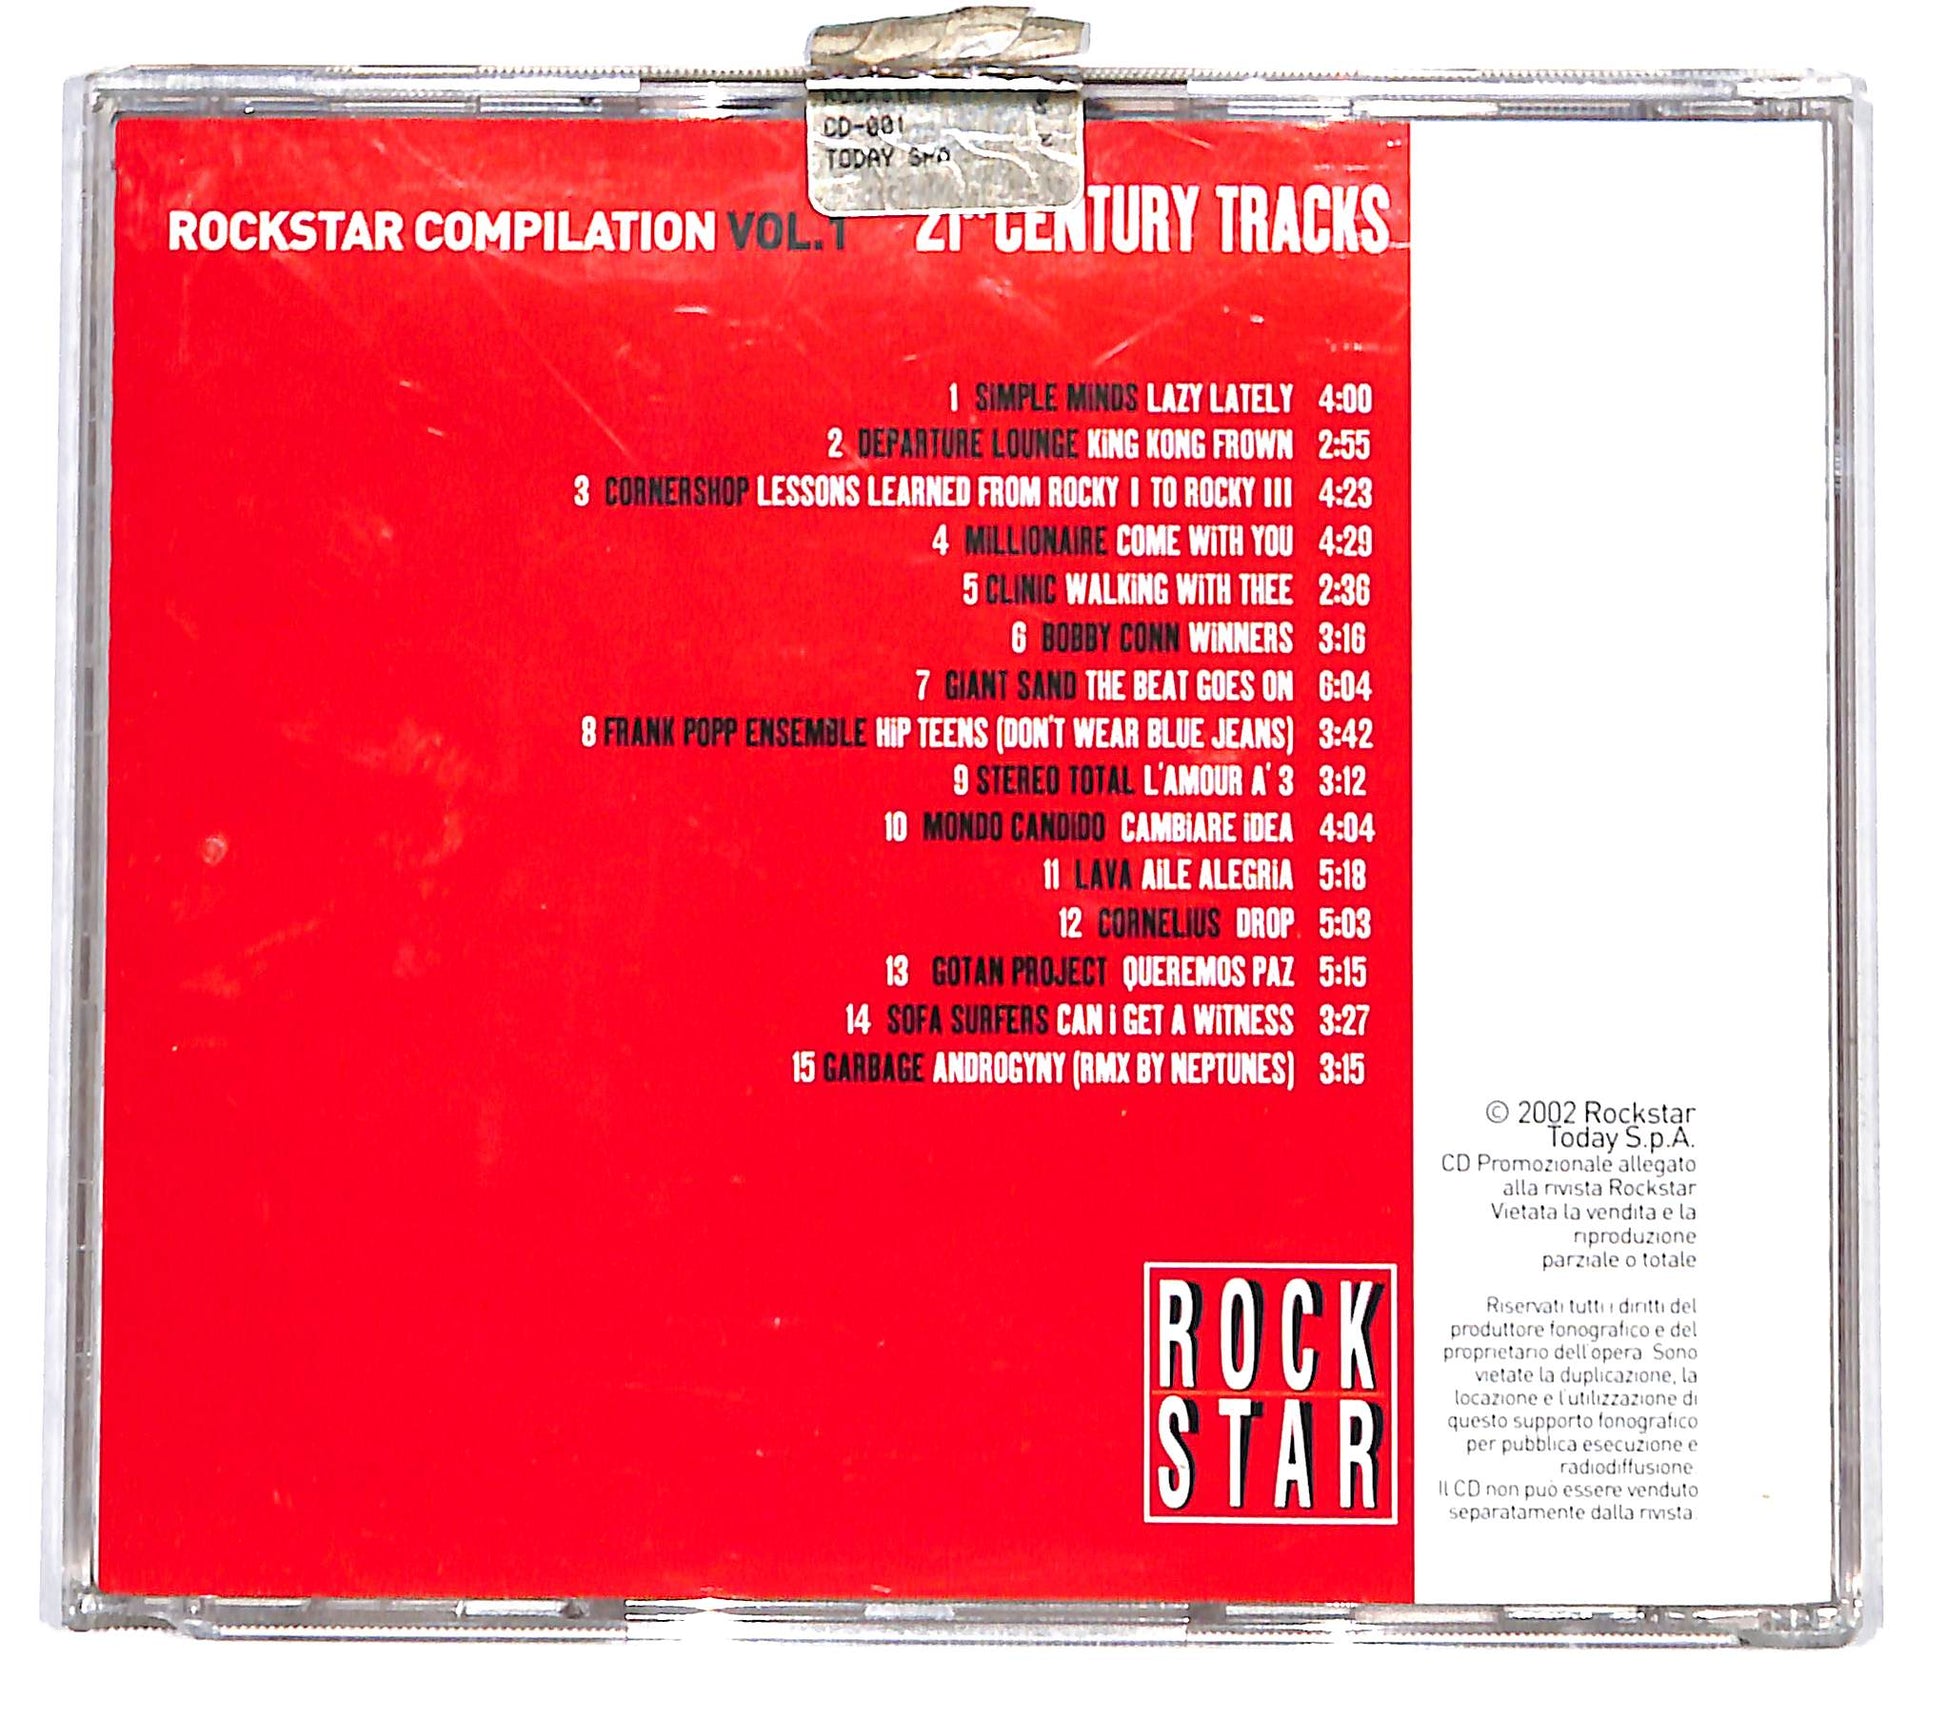 CD-001
TODAY SPA
ROCKSTAR COMPILATION VOL.1 21ST CENTURY TRACKS
1 SIMPLE MINDS LAZY LATELY 4:00
2 DEPARTURE LOUNGE KING KONG FROWN 2:55
3 CORNERSHOP LESSONS LEARNED FROM ROCKY I TO ROCKY III 4:23
4 MILLIONAIRE COME WITH YOU 4:29
5 CLINIC WALKING WITH THEE 2:36
6 BOBBY CONN WINNERS 3:16
7 GIANT SAND THE BEAT GOES ON 6:04
8 FRANK POPP ENSEMBLE HIP TEENS (DON'T WEAR BLUE JEANS) 3:42
9 STEREO TOTAL L'AMOUR A' 3 3:12
10 MONDO CANDIDO CAMBIARE IDEA 4:04
11 LAVA AILE ALEGRIA 5:18
12 CORNELIUS DROP 5:03
13 GOTAN PROJECT QUEREMOS PAZ 5:15
14 SOFA SURFERS CAN I GET A WITNESS 3:27
15 GARBAGE ANDROGYNY (RMX BY NEPTUNES) 3:15
© 2002 Rockstar
Today S.p.A.
CD Promozionale allegato
alla rivista Rockstar
Vietata la vendita e la
riproduzione
parziale o totale
Riservati tutti i diritti del
produttore fonografico e del
proprietario dell'opera. Sono
vietate la duplicazione, la
locazione e l'utilizzazione di
questo supporto fonografico
per pubblica esecuzione e
radiodiffusione.
Il CD non può essere venduto
separatamente dalla rivista.
ROCK
STAR